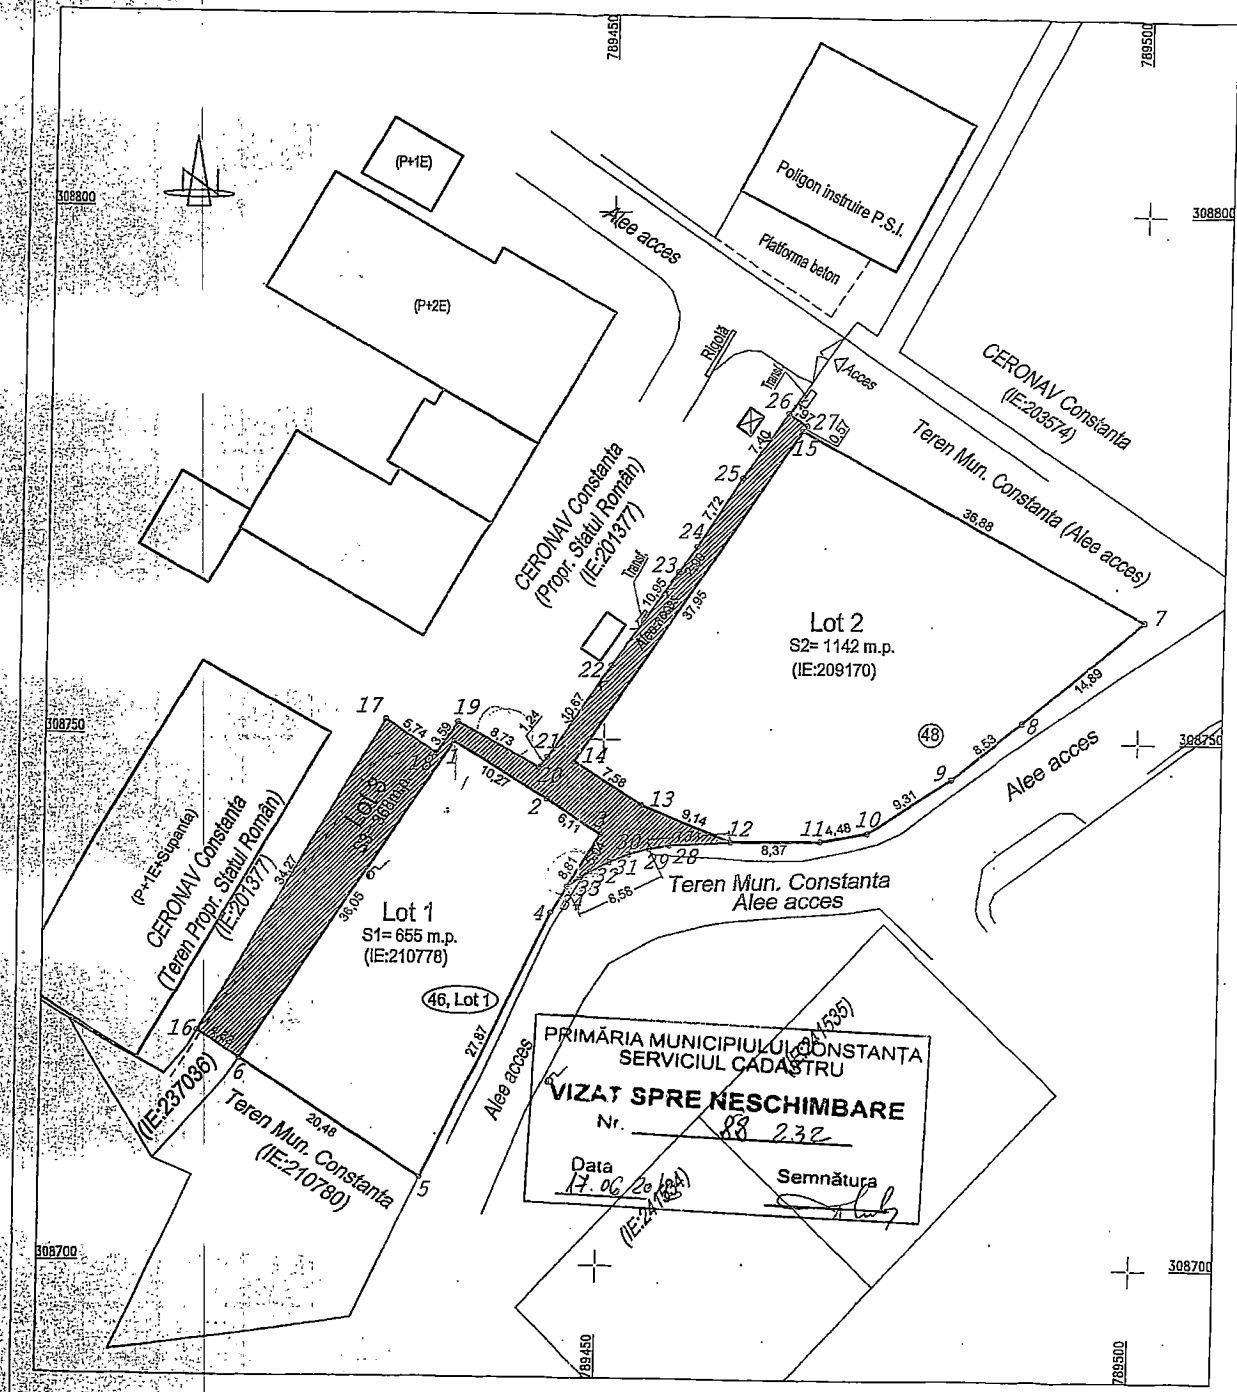 789450
789500
308800
308800
(P+1E)
Poligon instruire P.S.I.
Platforma beton
Alee acces
(P+2E)
Rigolă
Transf.
Acces
CERONAV Constanta
(IE:203574)
Teren Mun. Constanta (Alee acces)
26
27
0,57
15
7,40
25
7,72
24
23
36,88
CERONAV Constanta
(Propr. Statul Român)
(IE:201377)
Transf.
10,95
37,95
Lot 2
S2= 1142 m.p.
(IE:209170)
7
14,89
22
10,67
17
19
5,74
3,59
8,73
1,24
21
20
14
308750
308750
48
8
8,53
9
Alee acces
1
10,27
2
6,11
7,58
13
9,14
12
11
4,48
10
9,31
8,37
30
31
29
28
32
33
34
8,81
8,58
4
Teren Mun. Constanta
Alee acces
(P+1E+Supanta)
CERONAV Constanta
(Teren Propr. Statul Român)
(IE:201377)
34,27
Lot 3
36,05
Lot 1
S1= 655 m.p.
(IE:210778)
46, Lot 1
27,87
16
6
(IE:237036)
Teren Mun. Constanta
(IE:210780)
20,48
5
Alee acces
PRIMĂRIA MUNICIPIULUI CONSTANȚA
SERVICIUL CADASTRU
VIZAT SPRE NESCHIMBARE
Nr. 88 232
Data
17.06
Semnătura
308700
308700
789450
789500